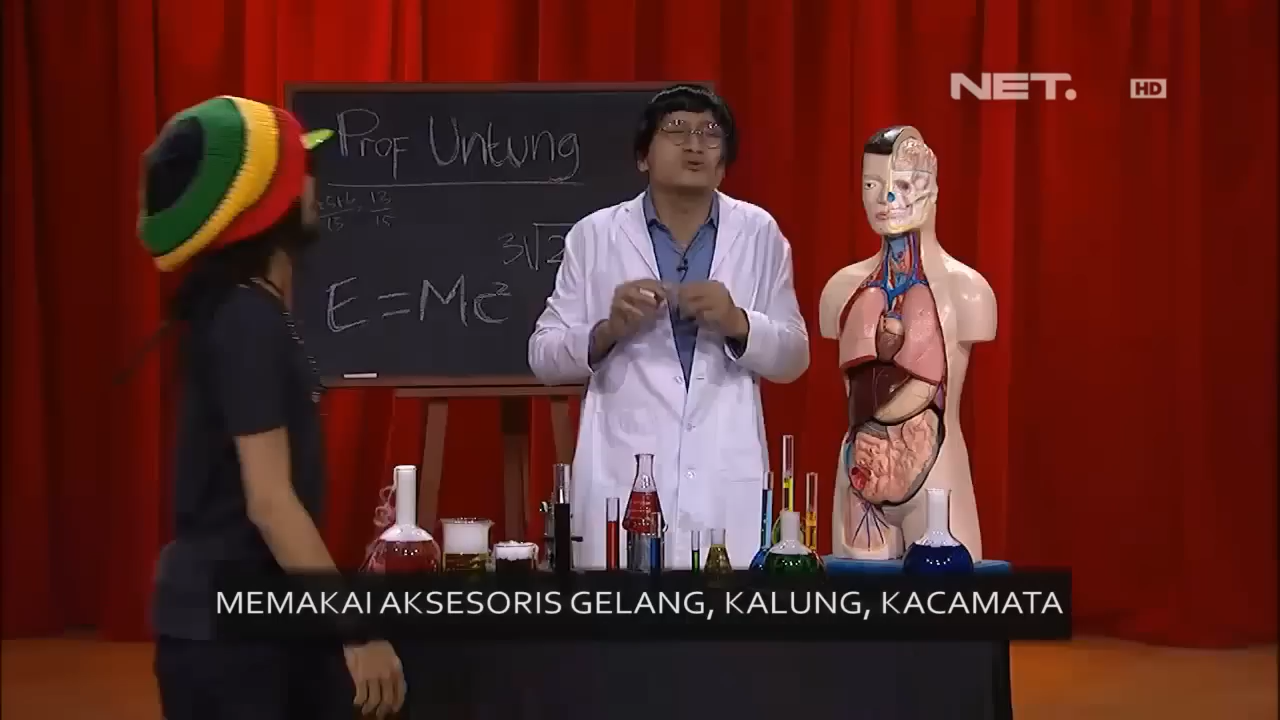 NET.
HD
Prof Untung
E = Mc²
MEMAKAI AKSESORIS GELANG, KALUNG, KACAMATA